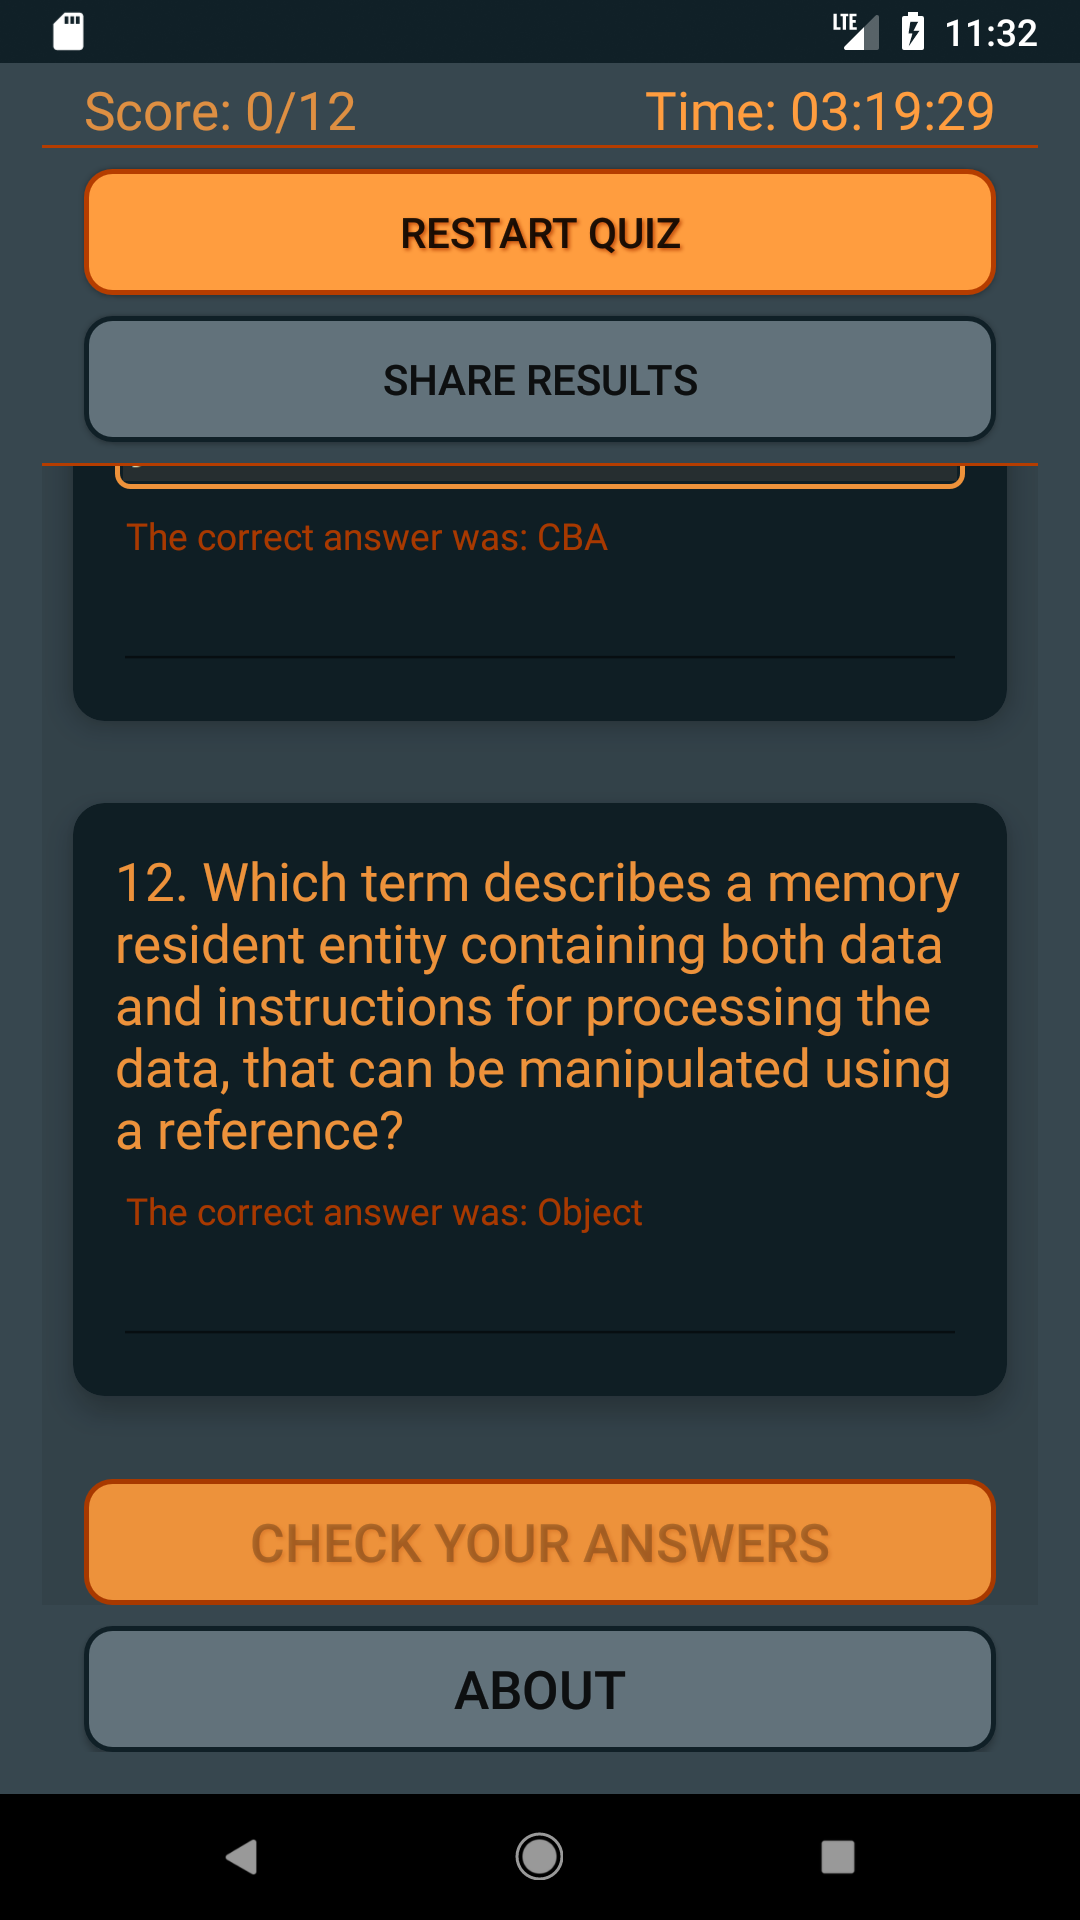 LTE 11:32
Score: 0/12 Time: 03:19:29
RESTART QUIZ
SHARE RESULTS
The correct answer was: CBA
12. Which term describes a memory
resident entity containing both data
and instructions for processing the
data, that can be manipulated using
a reference?
The correct answer was: Object
CHECK YOUR ANSWERS
ABOUT